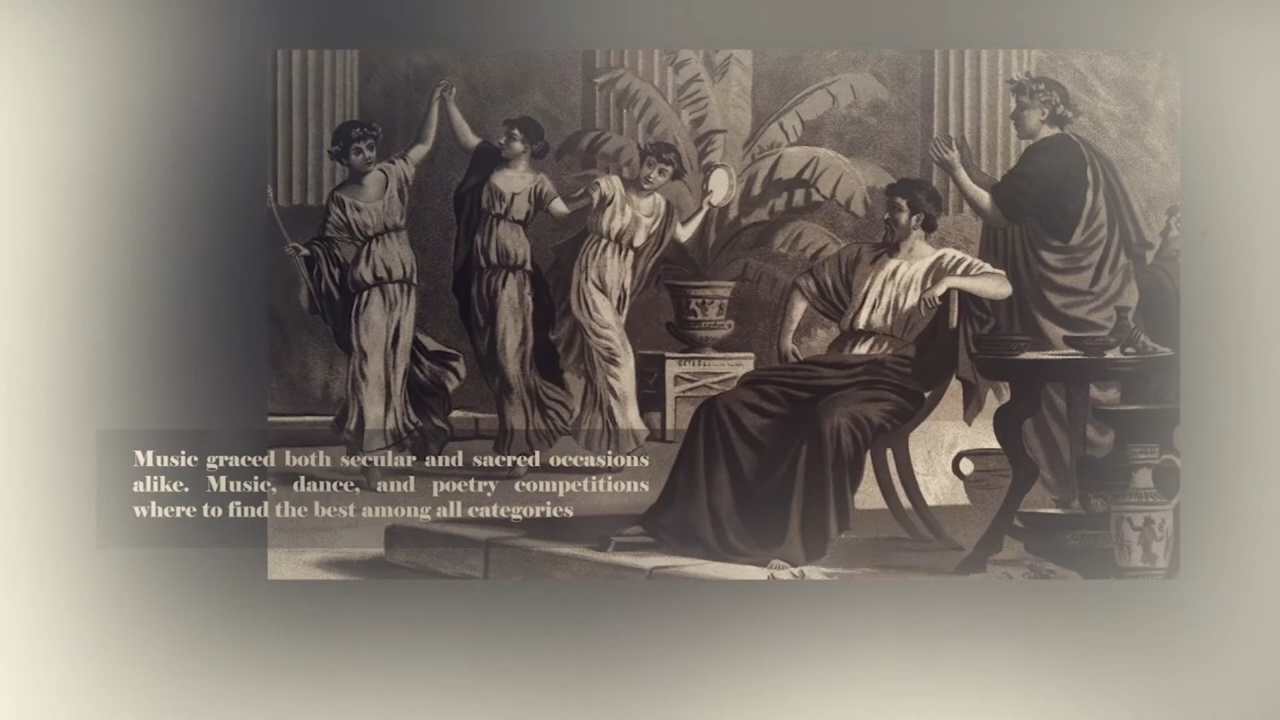 Music graced both secular and sacred occasions
alike. Music, dance, and poetry competitions
where to find the best among all categories